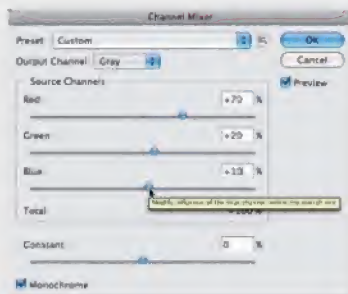 Channel Mixer
Preset: Custom
OK
Output Channel: Gray
Cancel
Source Channels
Preview
Red
+70 %
Green
+20 %
Blue
+10 %
Total
+100 %
Constant
0 %
Monochrome